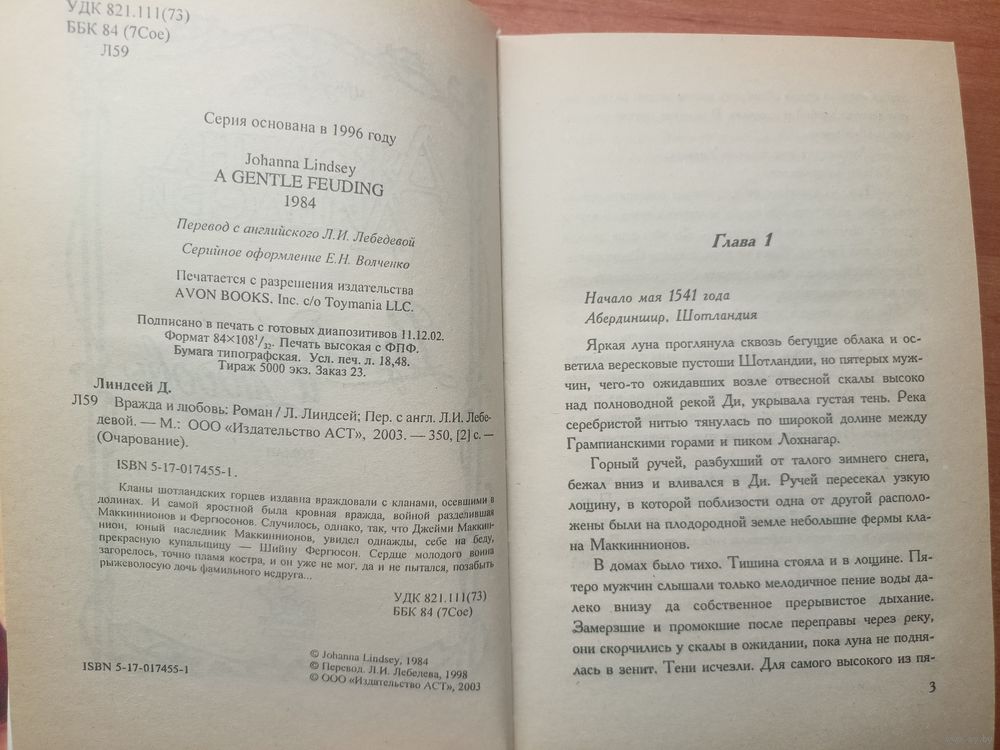 УДК 821.111(73)
ББК 84 (7Сое)
Л59
Серия основана в 1996 году
Johanna Lindsey
A GENTLE FEUDING
1984
Перевод с английского Л.И. Лебедевой
Серийное оформление Е.Н. Волченко
Печатается с разрешения издательства
AVON BOOKS, Inc. c/o Toymania LLC.
Подписано в печать с готовых диапозитивов 11.12.02.
Формат 84×108¹/₃₂. Печать высокая с ФПФ.
Бумага типографская. Усл. печ. л. 18,48.
Тираж 5000 экз. Заказ 23.
Линдсей Д.
Л59 Вражда и любовь: Роман / Л. Линдсей; Пер. с англ. Л.И. Лебе-
девой. — М.: ООО «Издательство АСТ», 2003. — 350, [2] с. —
(Очарование).
ISBN 5-17-017455-1.
Кланы шотландских горцев издавна враждовали с кланами, осевшими в
долинах. И самой яростной была кровная вражда, войной разделившая
Маккиннионов и Фергюсонов. Случилось, однако, так, что Джейми Маккин-
нион, юный наследник Маккиннионов, увидел однажды, себе на беду,
прекрасную купальщицу — Шийну Фергюсон. Сердце молодого воина
загорелось, точно пламя костра, и он уже не мог, да и не пытался, позабыть
рыжеволосую дочь фамильного недруга...
УДК 821.111(73)
ББК 84 (7Сое)
ISBN 5-17-017455-1
© Johanna Lindsey, 1984
© Перевод. Л.И. Лебедева, 1998
© ООО «Издательство АСТ», 2003
Глава 1
Начало мая 1541 года
Абердиншир, Шотландия
Яркая луна проглянула сквозь бегущие облака и ос-
ветила вересковые пустоши Шотландии, но пятерых муж-
чин, чего-то ожидавших возле отвесной скалы высоко
над полноводной рекой Ди, укрывала густая тень. Река
серебристой нитью тянулась по широкой долине между
Грампианскими горами и пиком Лохнагар.
Горный ручей, разбухший от талого зимнего снега,
бежал вниз и вливался в Ди. Ручей пересекал узкую
лощину, в которой поблизости одна от другой располо-
жены были на плодородной земле небольшие фермы кла-
на Маккиннионов.
В домах было тихо. Тишина стояла и в лощине. Пя-
теро мужчин слышали только мелодичное пение воды да-
леко внизу да собственное прерывистое дыхание.
Замерзшие и промокшие после переправы через реку,
они скорчились у скалы в ожидании, пока луна не подня-
лась в зенит. Тени исчезли. Для самого высокого из пя-
3